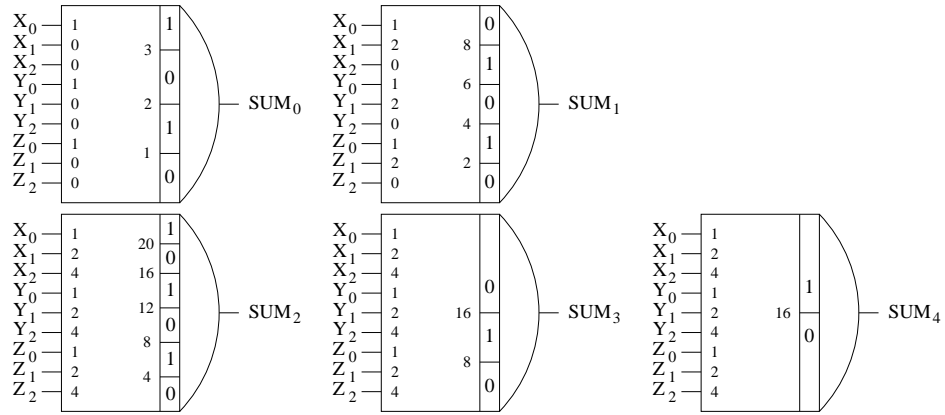 X₀ 1
X₁ 0
X₂ 0
Y₀ 1
Y₁ 0
Y₂ 0
Z₀ 1
Z₁ 0
Z₂ 0
1
3
0
2
1
1
0
SUM₀
X₀ 1
X₁ 2
X₂ 0
Y₀ 1
Y₁ 2
Y₂ 0
Z₀ 1
Z₁ 2
Z₂ 0
0
8
1
6
0
4
1
2
0
SUM₁
X₀ 1
X₁ 2
X₂ 4
Y₀ 1
Y₁ 2
Y₂ 4
Z₀ 1
Z₁ 2
Z₂ 4
1
20
0
16
1
12
0
8
1
4
0
SUM₂
X₀ 1
X₁ 2
X₂ 4
Y₀ 1
Y₁ 2
Y₂ 4
Z₀ 1
Z₁ 2
Z₂ 4
0
16
1
8
0
SUM₃
X₀ 1
X₁ 2
X₂ 4
Y₀ 1
Y₁ 2
Y₂ 4
Z₀ 1
Z₁ 2
Z₂ 4
1
16
0
SUM₄